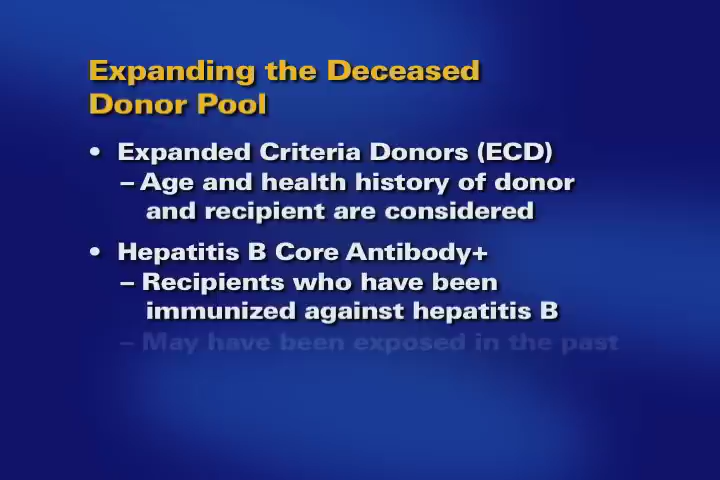 Expanding the Deceased
Donor Pool
• Expanded Criteria Donors (ECD)
– Age and health history of donor
and recipient are considered
• Hepatitis B Core Antibody+
– Recipients who have been
immunized against hepatitis B
– May have been exposed in the past